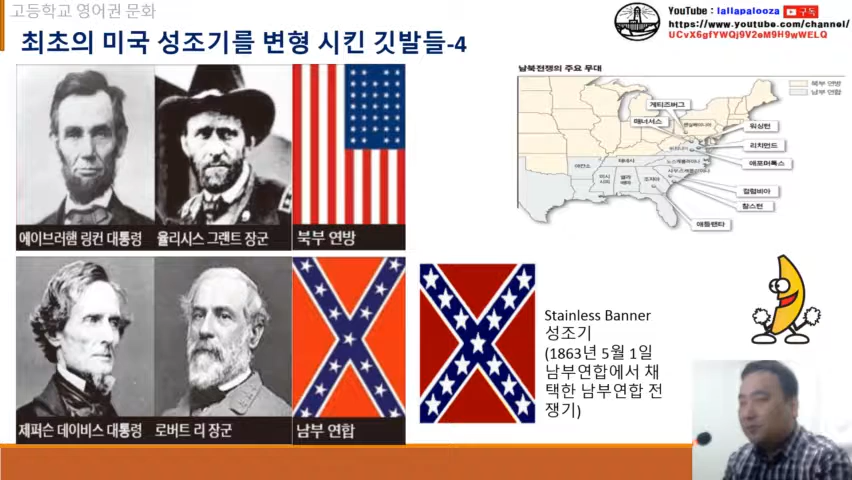 고등학교 영어권 문화
YouTube : lallapalooza 구독
https://www.youtube.com/channel/
UCvX6gfYWQj9V2eM9H9wWELQ
최초의 미국 성조기를 변형 시킨 깃발들-4
에이브러햄 링컨 대통령
율리시스 그랜트 장군
북부 연방
남북전쟁의 주요 무대
북부 연방
남부 연합
게티즈버그
매너서스
워싱턴
리치먼드
애포머톡스
컬럼비아
찰스턴
애틀랜타
테네시
조지아
제퍼슨 데이비스 대통령
로버트 리 장군
남부 연합
Stainless Banner
성조기
(1863년 5월 1일
남부연합에서 채
택한 남부연합 전
쟁기)